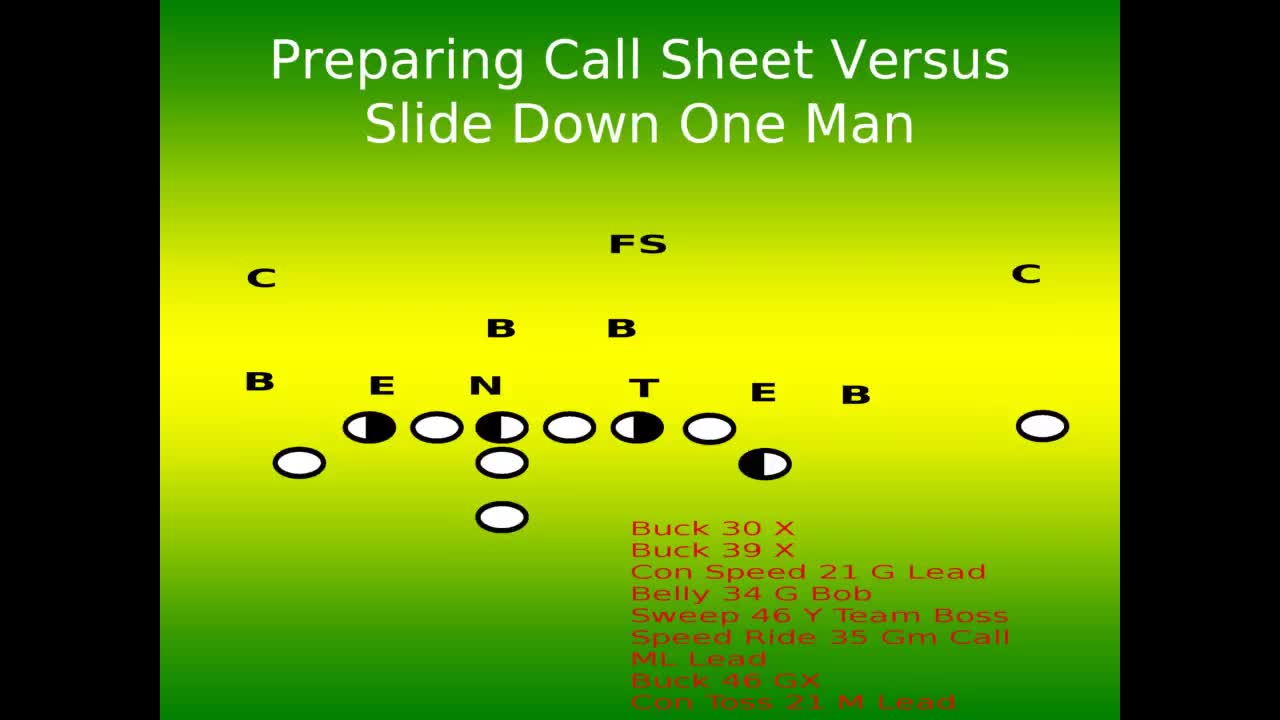 Preparing Call Sheet Versus
Slide Down One Man
FS
C C
B B
B E N T E B
Buck 30 X
Buck 39 X
Con Speed 21 G Lead
Belly 34 G Bob
Sweep 46 Y Team Boss
Speed Ride 35 Gm Call
ML Lead
Buck 46 GX
Con Toss 21 M Lead